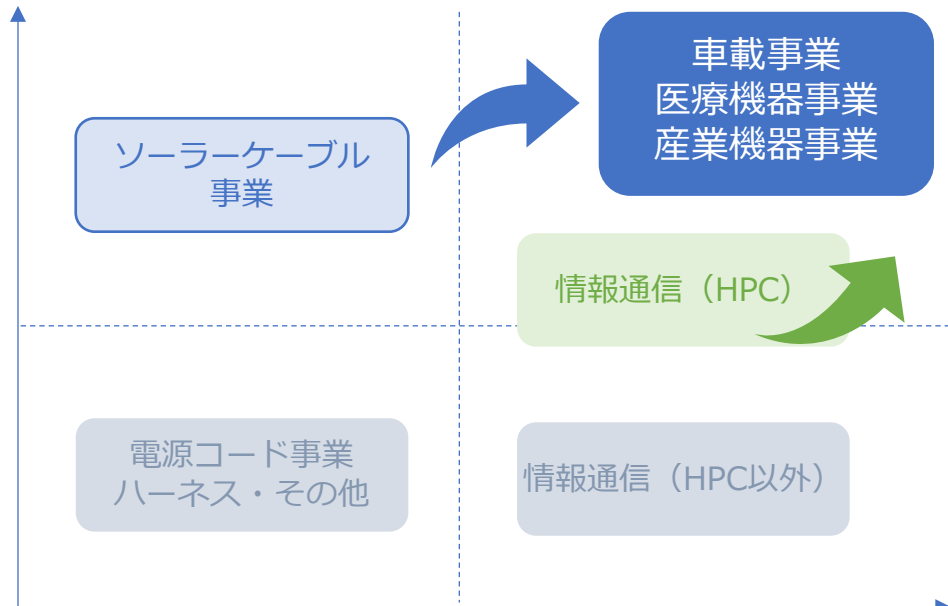 車載事業
医療機器事業
産業機器事業
ソーラーケーブル
事業
情報通信（HPC）
電源コード事業
ハーネス・その他
情報通信（HPC以外）